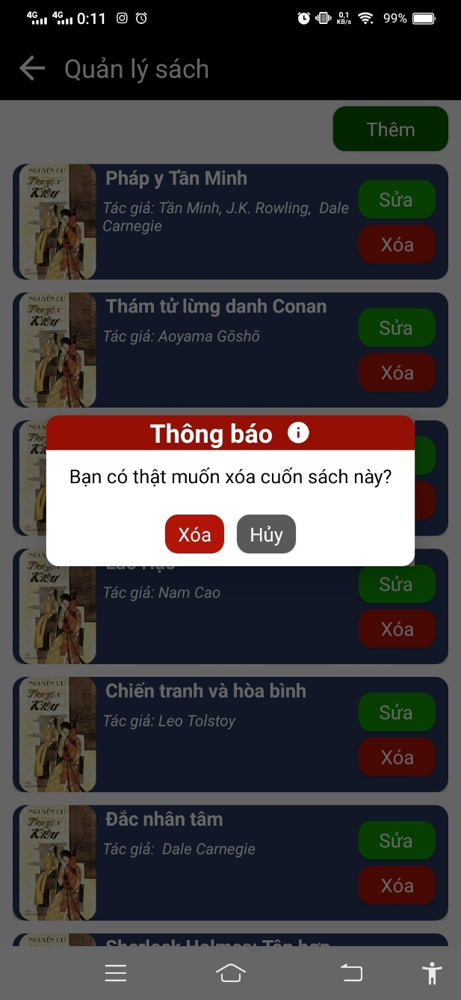 4G 4G 0:11 0,1 KB/s 99%
Quản lý sách
Thêm
NGUYỄN DU
Truyện
KIỀU
Pháp y Tần Minh
Tác giả: Tần Minh, J.K. Rowling, Dale
Carnegie
Sửa
Xóa
NGUYỄN DU
Truyện
KIỀU
Thám tử lừng danh Conan
Tác giả: Aoyama Gōshō
Sửa
Xóa
Thông báo
Bạn có thật muốn xóa cuốn sách này?
Xóa Hủy
Truyện
KIỀU
Lão Hạc
Tác giả: Nam Cao
Sửa
Xóa
NGUYỄN DU
Truyện
KIỀU
Chiến tranh và hòa bình
Tác giả: Leo Tolstoy
Sửa
Xóa
NGUYỄN DU
Truyện
KIỀU
Đắc nhân tâm
Tác giả: Dale Carnegie
Sửa
Xóa
NGUYỄN DU
Sherlock Holmes: